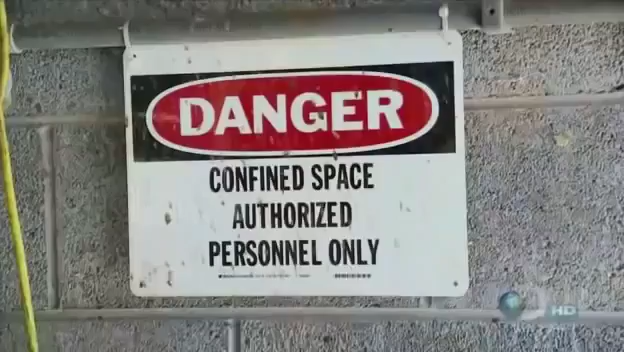 DANGER
CONFINED SPACE
AUTHORIZED
PERSONNEL ONLY
HD